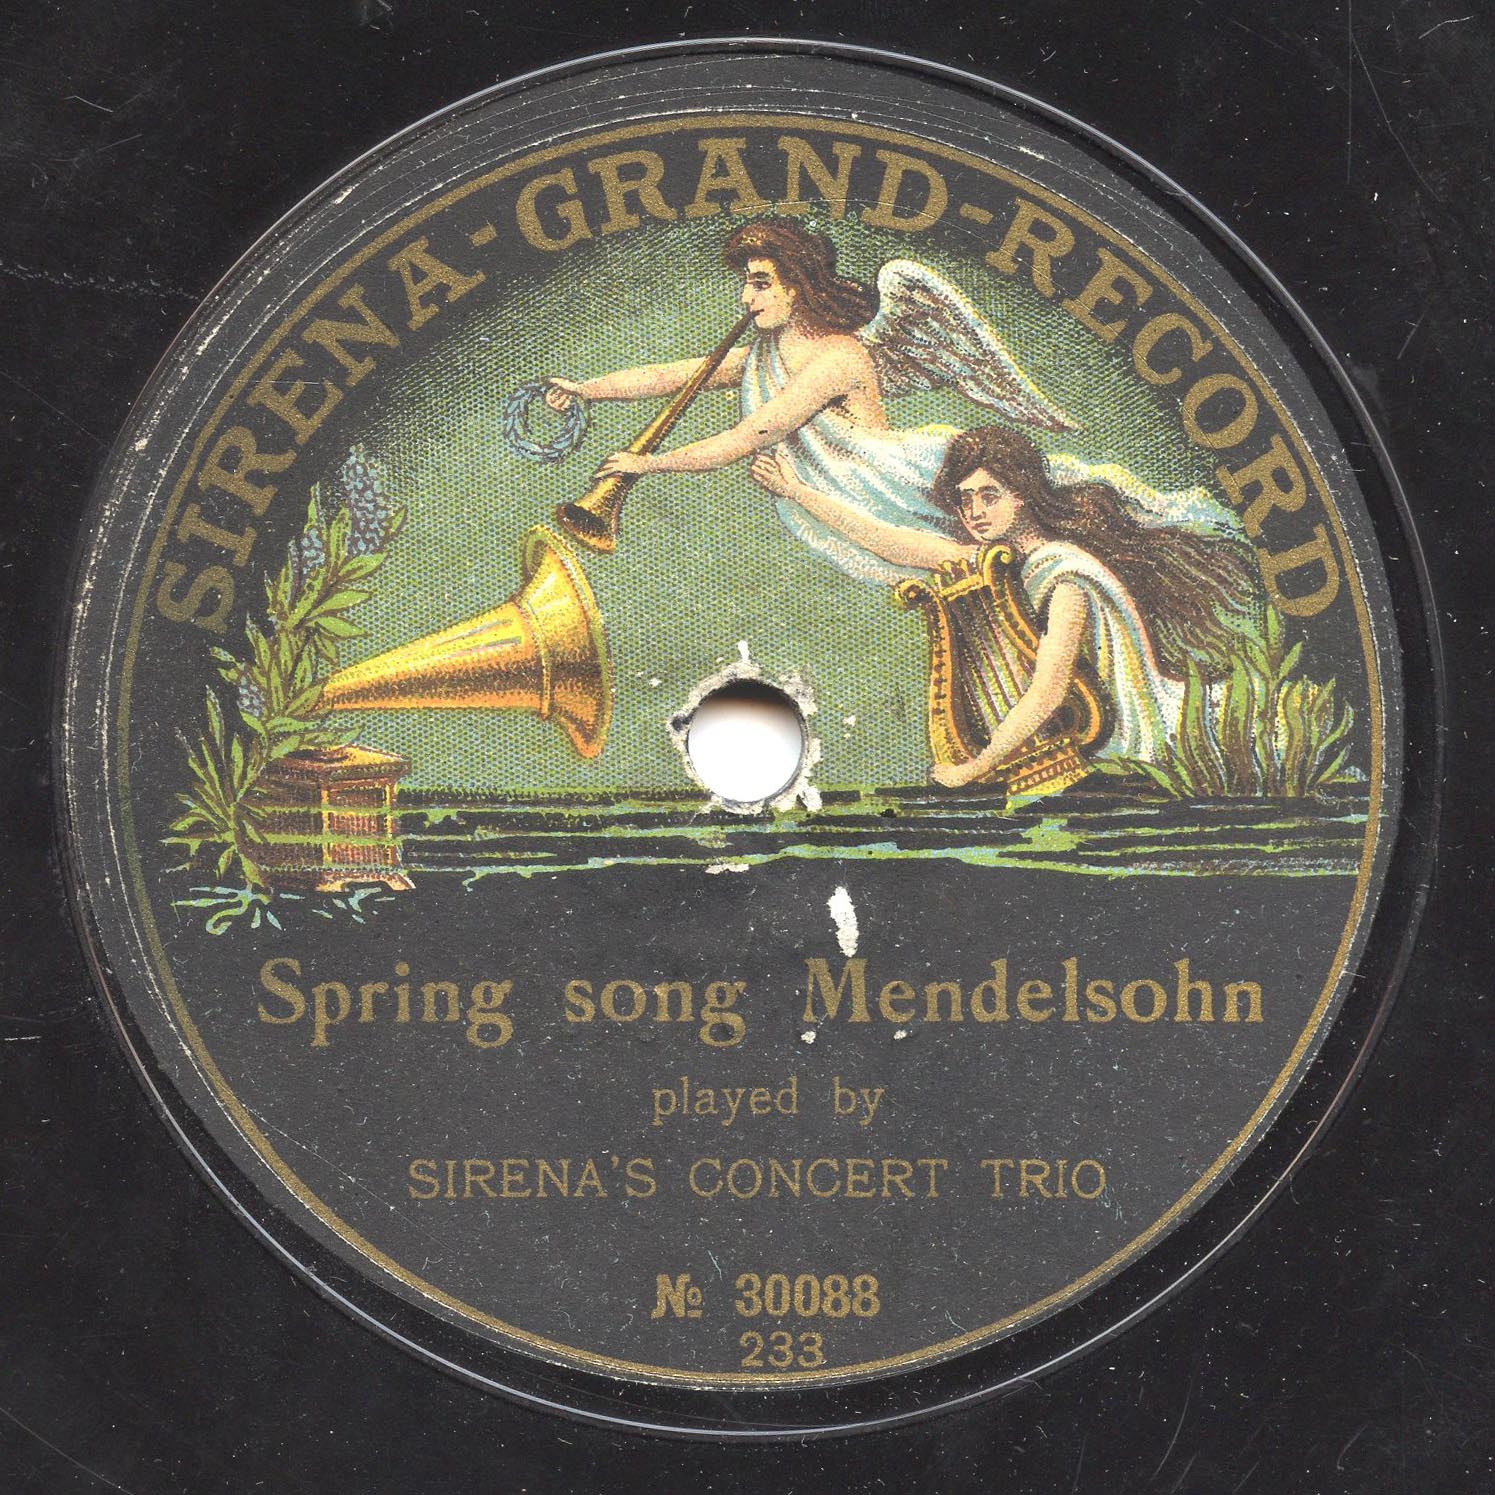 SIRENA-GRAND-RECORD
Spring song Mendelsohn
played by
SIRENA'S CONCERT TRIO
№ 30088
233